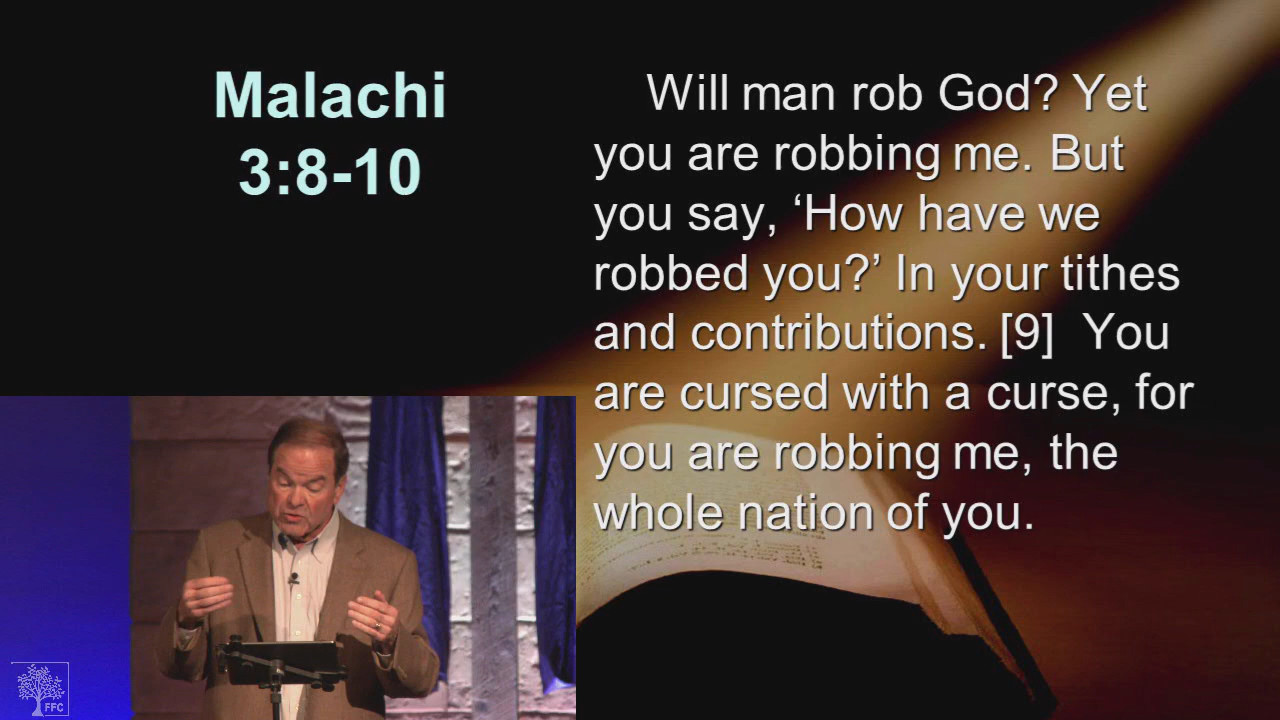 Malachi
3:8-10
Will man rob God? Yet
you are robbing me. But
you say, ‘How have we
robbed you?’ In your tithes
and contributions. [9]  You
are cursed with a curse, for
you are robbing me, the
whole nation of you.
FFC